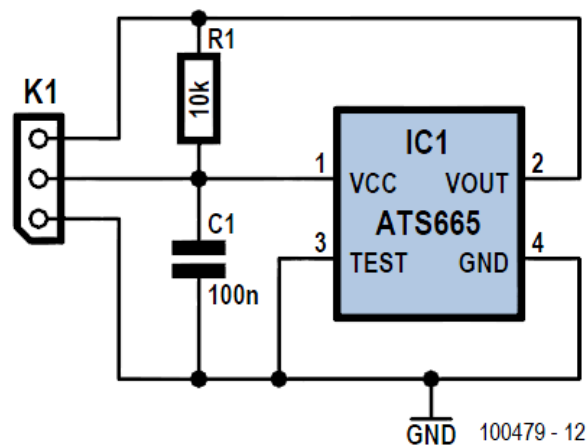 R1
K1
10k
IC1
1
2
VCC
VOUT
C1
ATS665
3
4
TEST
GND
100n
GND
100479 - 12